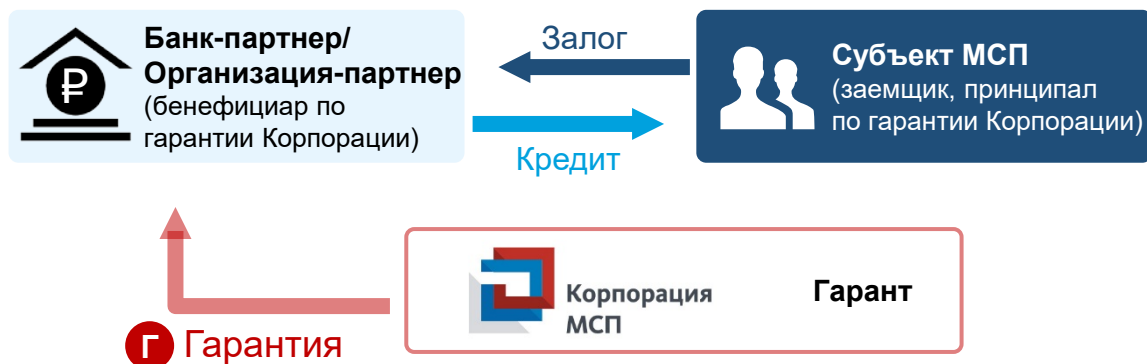 Банк-партнер/
Организация-партнер
(бенефициар по
гарантии Корпорации)
Залог
Кредит
Субъект МСП
(заемщик, принципал
по гарантии Корпорации)
Корпорация
МСП
Гарант
Г Гарантия